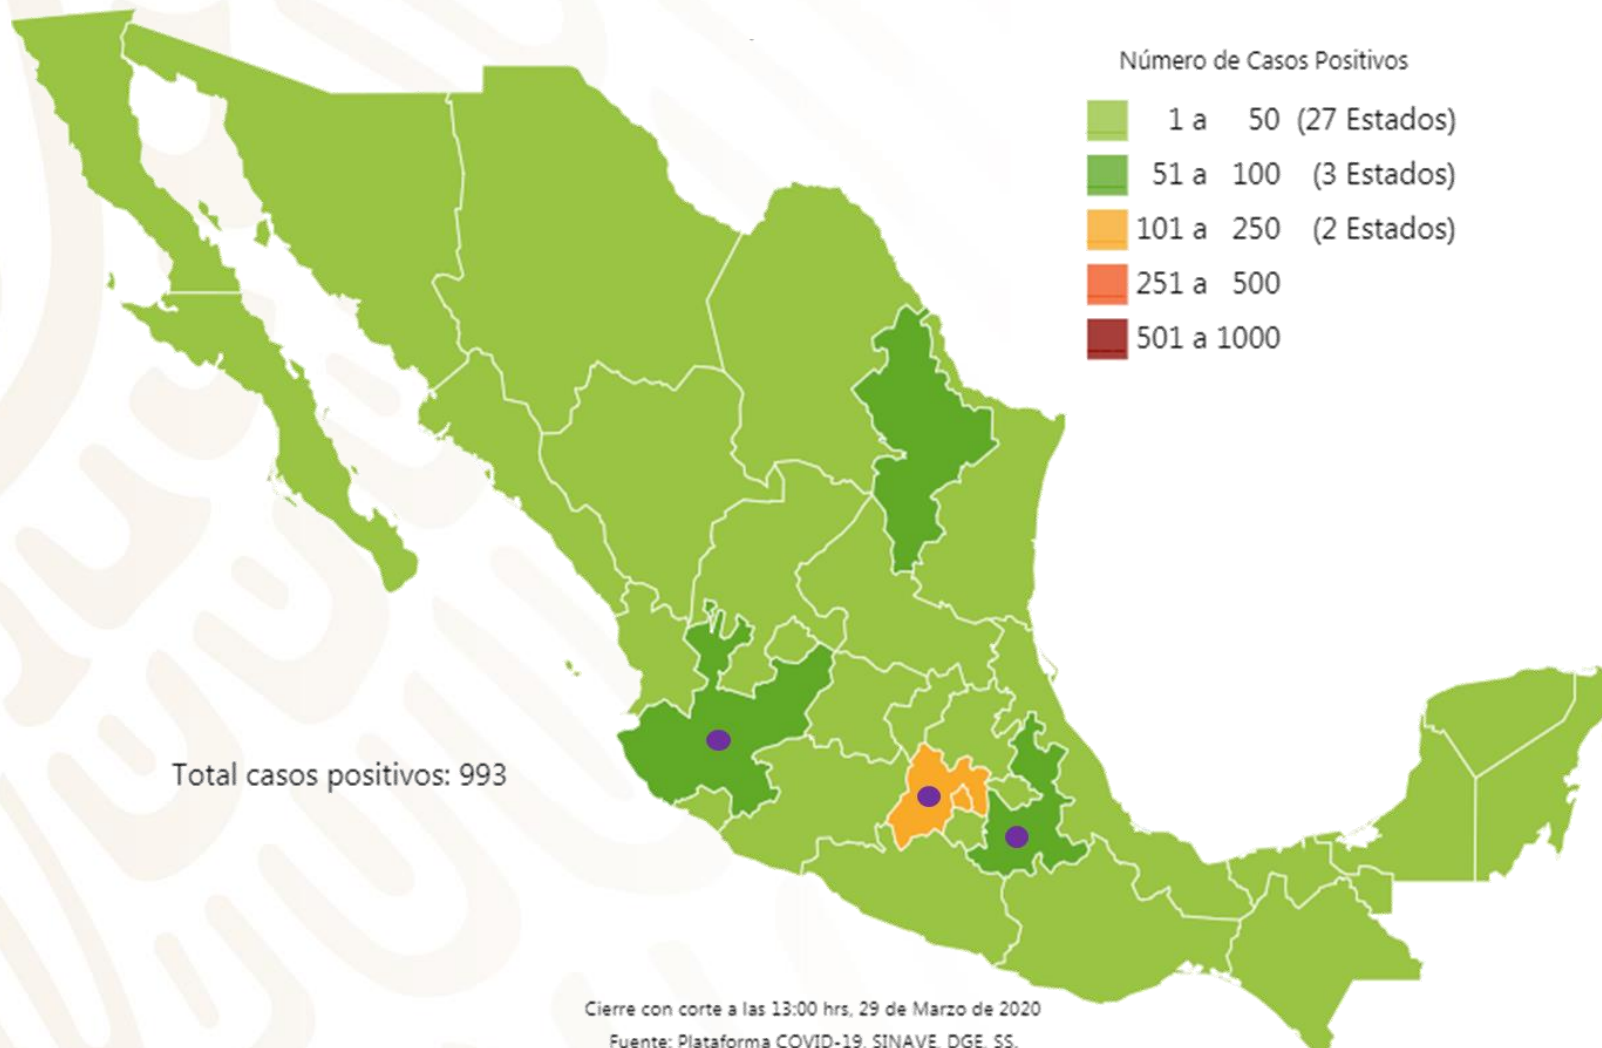 Número de Casos Positivos
1 a 50 (27 Estados)
51 a 100 (3 Estados)
101 a 250 (2 Estados)
251 a 500
501 a 1000
Total casos positivos: 993
Cierre con corte a las 13:00 hrs, 29 de Marzo de 2020
Fuente: Plataforma COVID-19, SINAVE, DGE, SS.